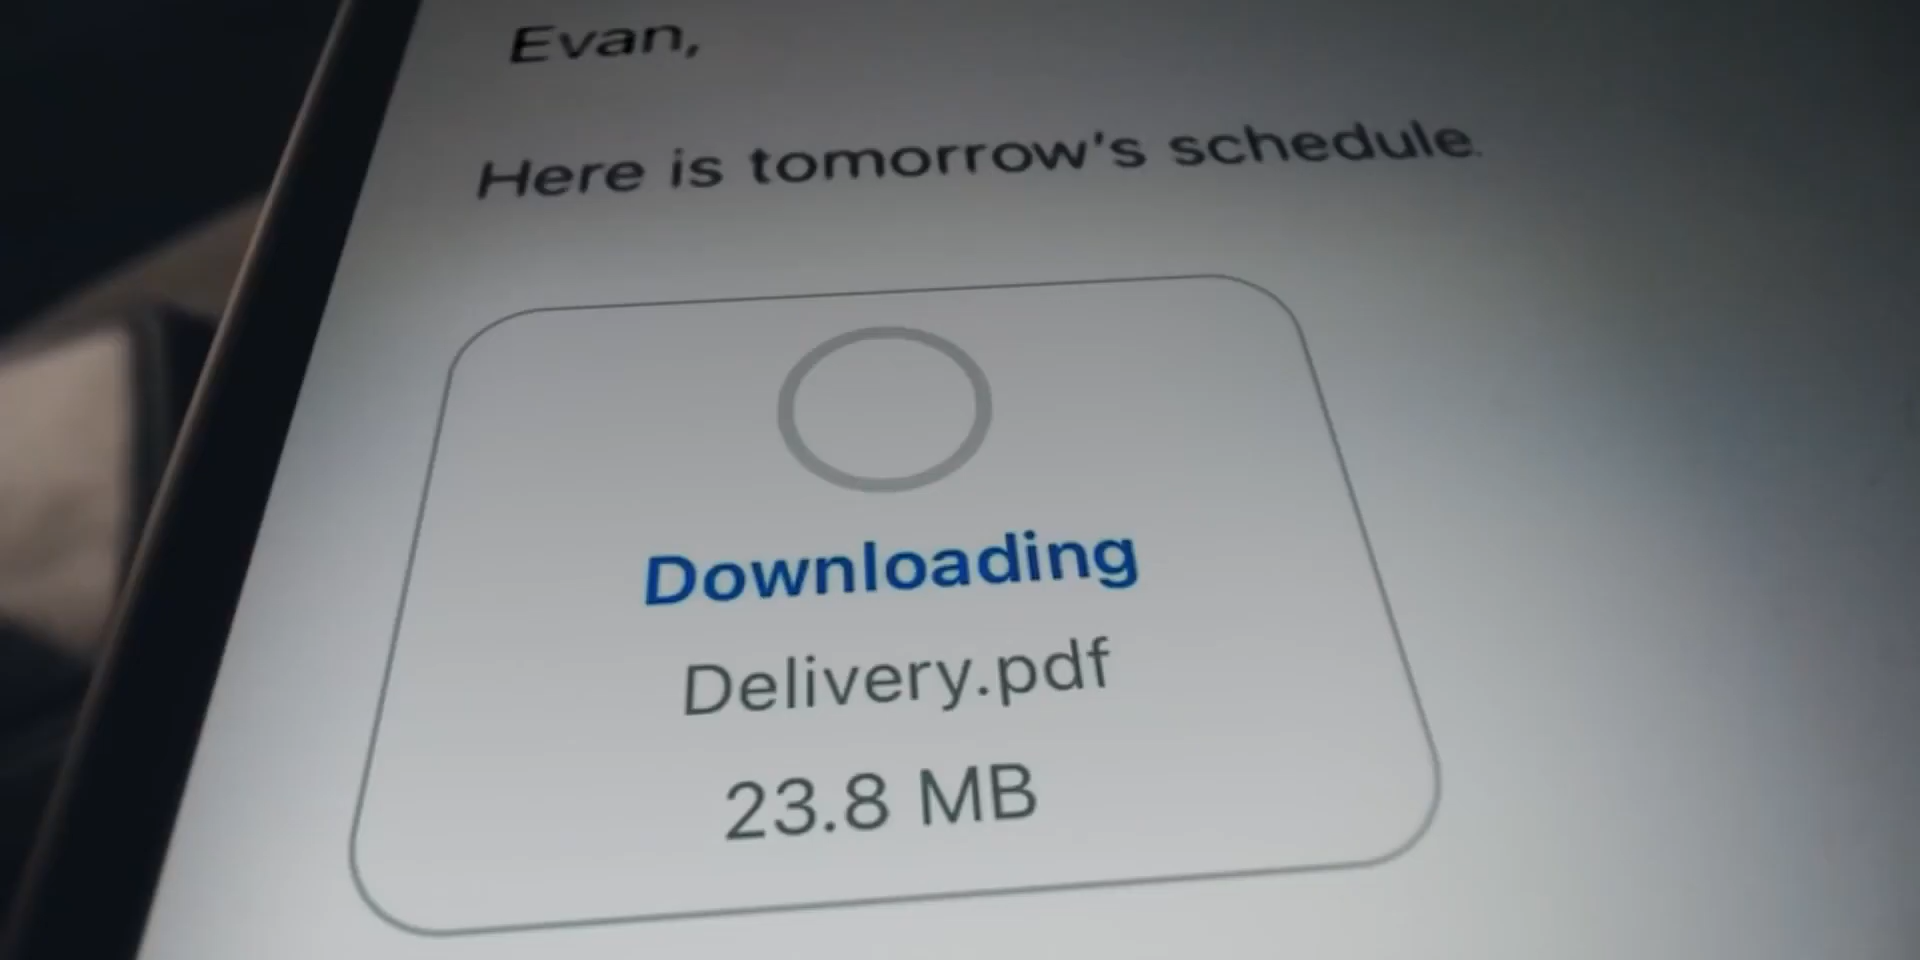 Evan,
Here is tomorrow's schedule.
Downloading
Delivery.pdf
23.8 MB